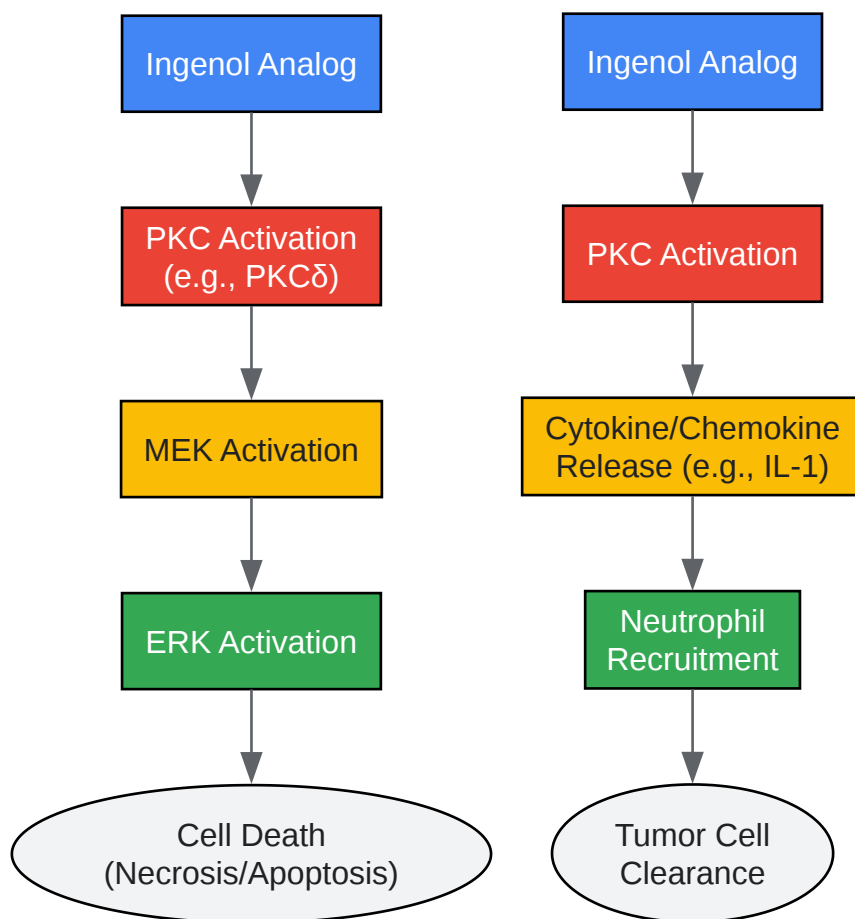 Ingenol Analog
PKC Activation
(e.g., PKCδ)
MEK Activation
ERK Activation
Cell Death
(Necrosis/Apoptosis)
Ingenol Analog
PKC Activation
Cytokine/Chemokine
Release (e.g., IL-1)
Neutrophil
Recruitment
Tumor Cell
Clearance